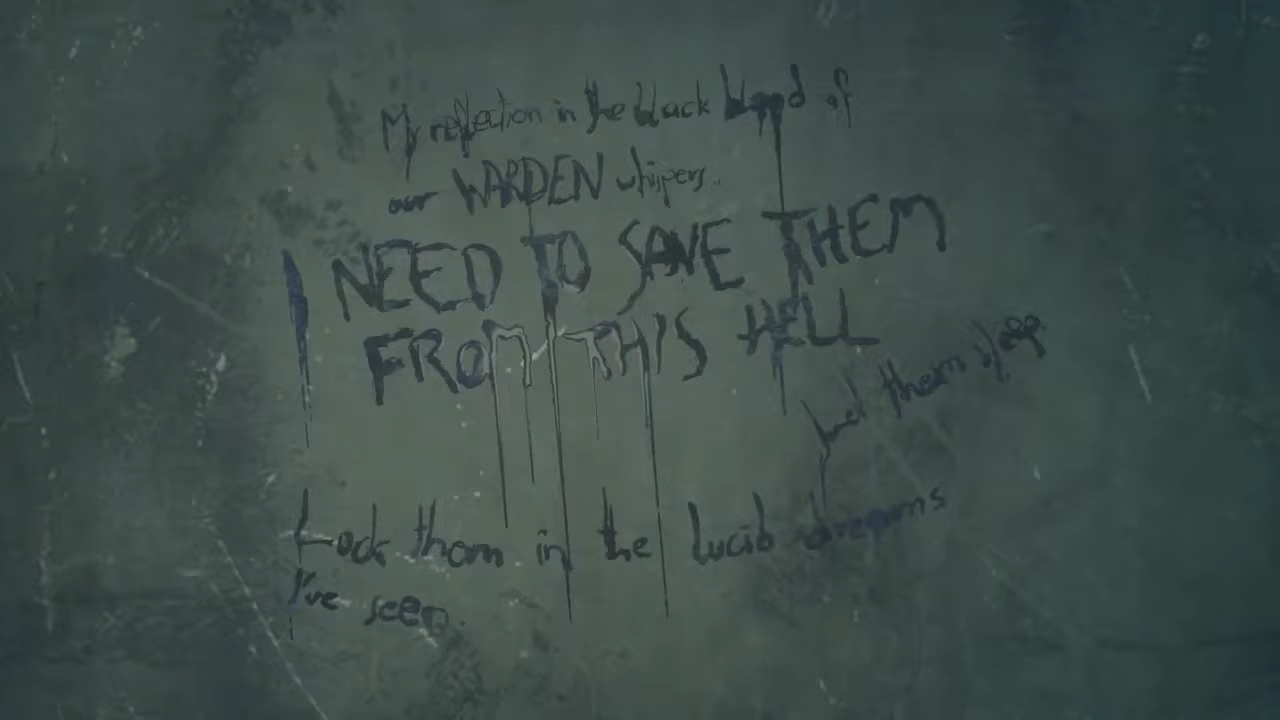 My reflection in the black blood of
our WARDEN whispers..
I NEED TO SAVE THEM
FROM THIS HELL
Let them sleep
Lock them in the lucid dreams
I've seen.